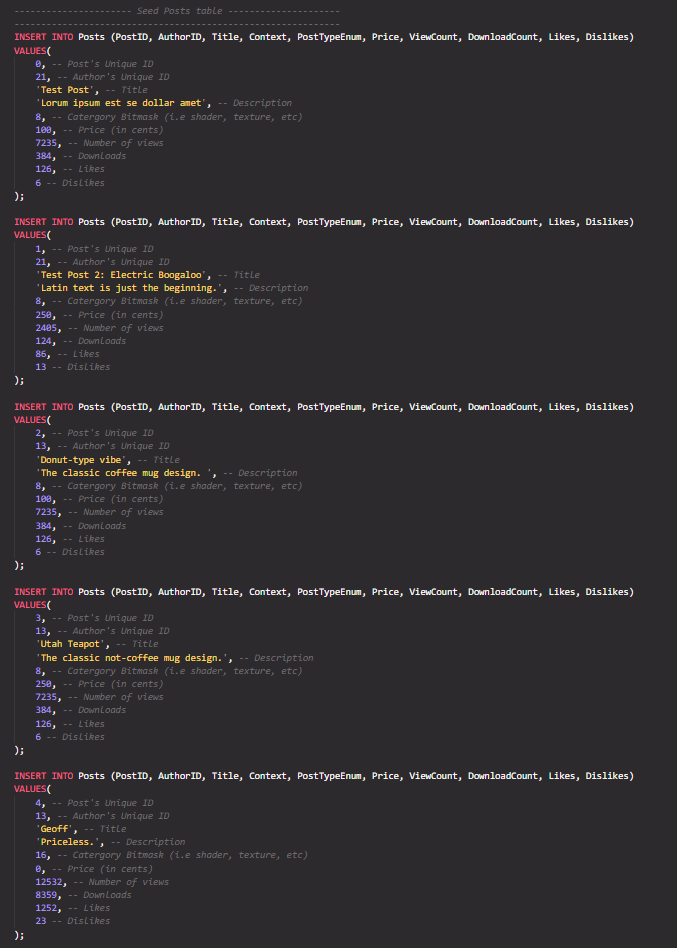 ---------------------- Seed Posts table ---------------------
-------------------------------------------------------------
INSERT INTO Posts (PostID, AuthorID, Title, Context, PostTypeEnum, Price, ViewCount, DownloadCount, Likes, Dislikes)
VALUES(
0, -- Post's Unique ID
21, -- Author's Unique ID
'Test Post', -- Title
'Lorum ipsum est se dollar amet', -- Description
8, -- Catergory Bitmask (i.e shader, texture, etc)
100, -- Price (in cents)
7235, -- Number of views
384, -- Downloads
126, -- Likes
6 -- Dislikes
);
INSERT INTO Posts (PostID, AuthorID, Title, Context, PostTypeEnum, Price, ViewCount, DownloadCount, Likes, Dislikes)
VALUES(
1, -- Post's Unique ID
21, -- Author's Unique ID
'Test Post 2: Electric Boogaloo', -- Title
'Latin text is just the beginning.', -- Description
8, -- Catergory Bitmask (i.e shader, texture, etc)
250, -- Price (in cents)
2405, -- Number of views
124, -- Downloads
86, -- Likes
13 -- Dislikes
);
INSERT INTO Posts (PostID, AuthorID, Title, Context, PostTypeEnum, Price, ViewCount, DownloadCount, Likes, Dislikes)
VALUES(
2, -- Post's Unique ID
13, -- Author's Unique ID
'Donut-type vibe', -- Title
'The classic coffee mug design. ', -- Description
8, -- Catergory Bitmask (i.e shader, texture, etc)
100, -- Price (in cents)
7235, -- Number of views
384, -- Downloads
126, -- Likes
6 -- Dislikes
);
INSERT INTO Posts (PostID, AuthorID, Title, Context, PostTypeEnum, Price, ViewCount, DownloadCount, Likes, Dislikes)
VALUES(
3, -- Post's Unique ID
13, -- Author's Unique ID
'Utah Teapot', -- Title
'The classic not-coffee mug design.', -- Description
8, -- Catergory Bitmask (i.e shader, texture, etc)
250, -- Price (in cents)
7235, -- Number of views
384, -- Downloads
126, -- Likes
6 -- Dislikes
);
INSERT INTO Posts (PostID, AuthorID, Title, Context, PostTypeEnum, Price, ViewCount, DownloadCount, Likes, Dislikes)
VALUES(
4, -- Post's Unique ID
13, -- Author's Unique ID
'Geoff', -- Title
'Priceless.', -- Description
16, -- Catergory Bitmask (i.e shader, texture, etc)
0, -- Price (in cents)
12532, -- Number of views
8359, -- Downloads
1252, -- Likes
23 -- Dislikes
);